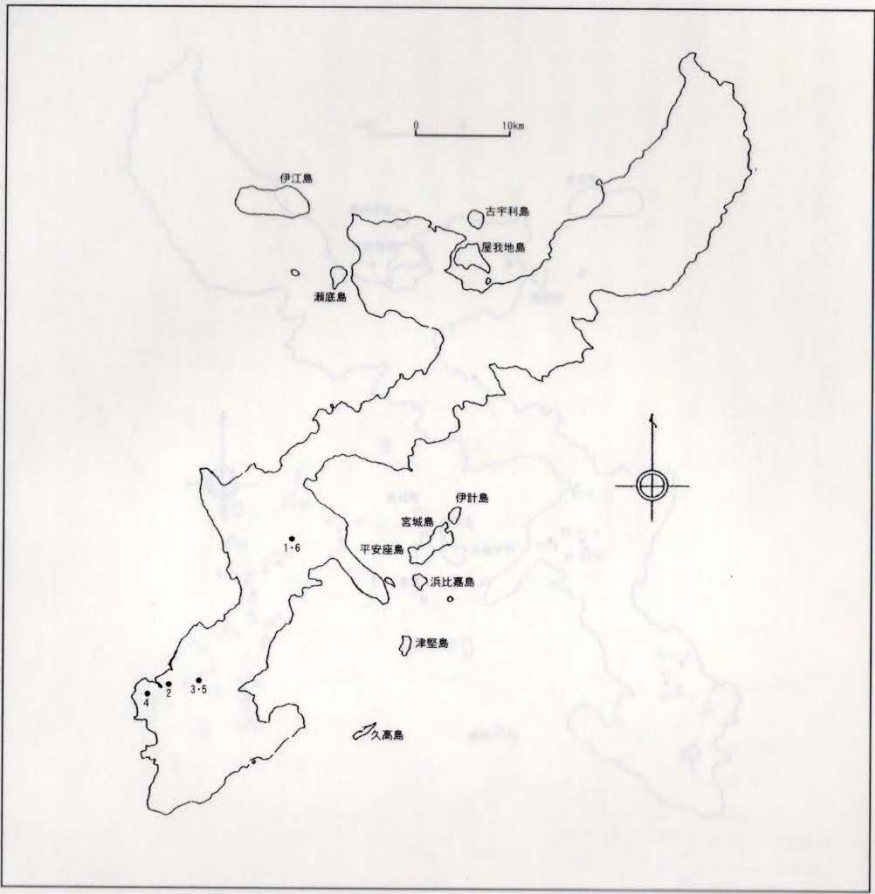 0 10km
伊江島
古宇利島
屋我地島
瀬底島
伊計島
宮城島
平安座島
1・6
浜比嘉島
津堅島
3・5
2
4
久高島